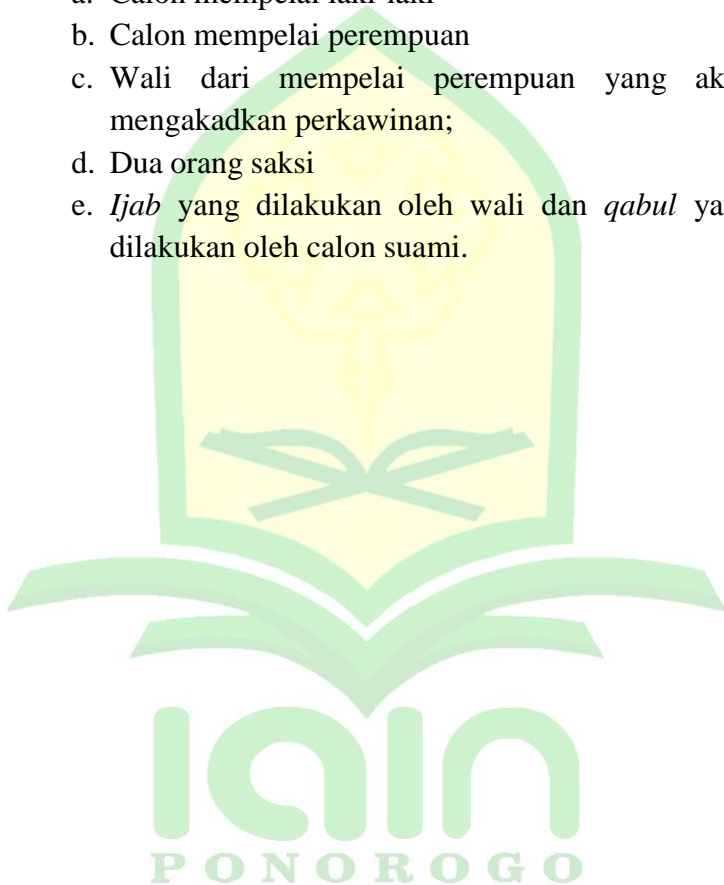 a. Calon mempelai laki-laki
b. Calon mempelai perempuan
c. Wali dari mempelai perempuan yang ak
mengakadkan perkawinan;
d. Dua orang saksi
e. Ijab yang dilakukan oleh wali dan qabul ya
dilakukan oleh calon suami.
iain
PONOROGO